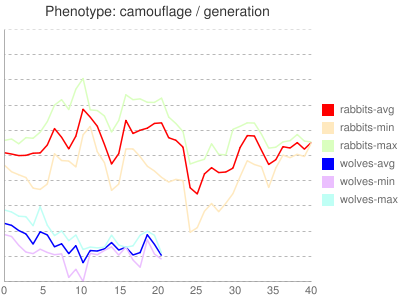 Phenotype: camouflage / generation
rabbits-avg
rabbits-min
rabbits-max
wolves-avg
wolves-min
wolves-max
0 5 10 15 20 25 30 35 40